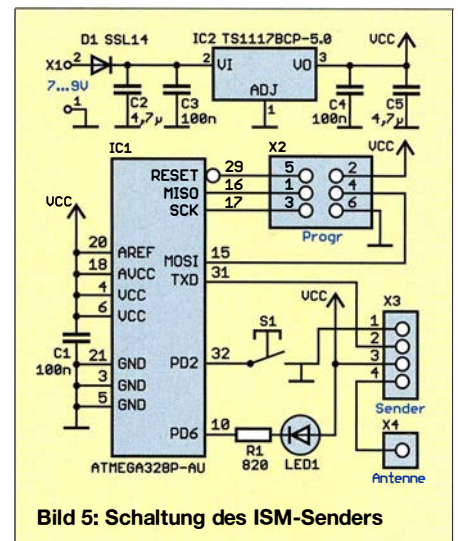 D1 SSL14
IC2 TS1117BCP-5.0
VCC
X1 2
7...9V
1
2 VI
VO 3
ADJ
1
C2
4,7µ
C3
100n
C4
100n
C5
4,7µ
IC1
RESET 29
MISO 16
SCK 17
X2
5 2
1 4
3 6
Progr
VCC
VCC
20 AREF
18 AVCC
4 VCC
6 VCC
C1
100n
21 GND
3 GND
5 GND
MOSI 15
TXD 31
PD2 32
PD6 10
S1
VCC
X3
1
2
3
4
Sender
X4
Antenne
R1
820
LED1
ATMEGA328P-AU
Bild 5: Schaltung des ISM-Senders